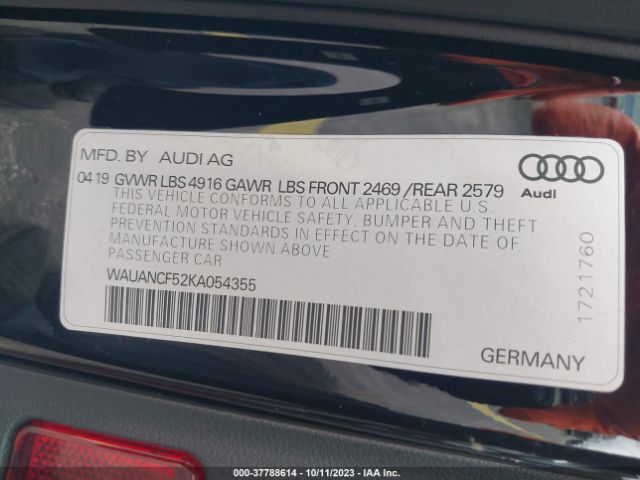 MFD. BY AUDI AG
04 19 GVWR LBS 4916 GAWR LBS FRONT 2469 /REAR 2579
THIS VEHICLE CONFORMS TO ALL APPLICABLE U.S.
FEDERAL MOTOR VEHICLE SAFETY, BUMPER AND THEFT
PREVENTION STANDARDS IN EFFECT ON THE DATE OF
MANUFACTURE SHOWN ABOVE
PASSENGER CAR
WAUANCF52KA054355
Audi
1721760
GERMANY
000-37788614 - 10/11/2023 - IAA Inc.